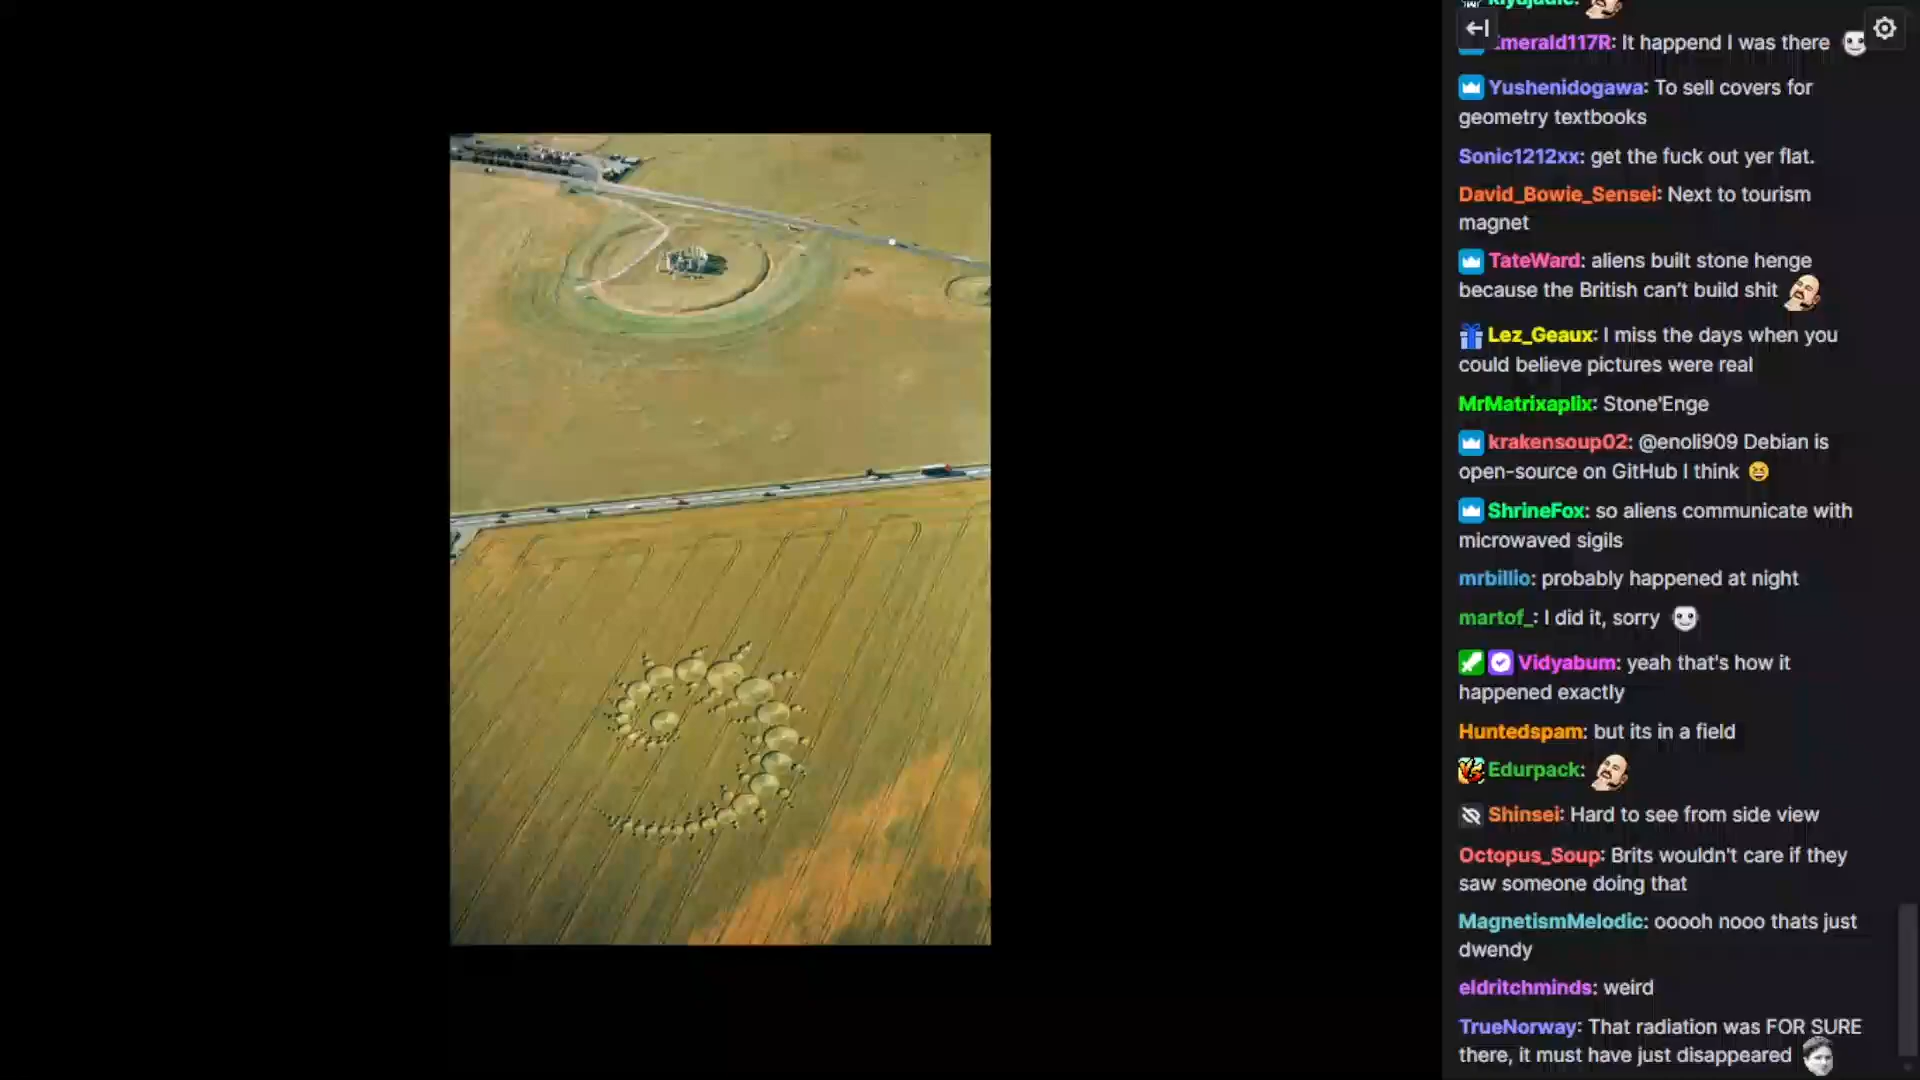 merald117R: It happend I was there
Yushenidogawa: To sell covers for
geometry textbooks
Sonic1212xx: get the fuck out yer flat.
David_Bowie_Sensei: Next to tourism
magnet
TateWard: aliens built stone henge
because the British can't build shit
Lez_Geaux: I miss the days when you
could believe pictures were real
MrMatrixaplix: Stone'Enge
krakensoup02: @enoli909 Debian is
open-source on GitHub I think
ShrineFox: so aliens communicate with
microwaved sigils
mrbillio: probably happened at night
martof_: I did it, sorry
Vidyabum: yeah that's how it
happened exactly
Huntedspam: but its in a field
Edurpack:
Shinsei: Hard to see from side view
Octopus_Soup: Brits wouldn't care if they
saw someone doing that
MagnetismMelodic: ooooh nooo thats just
dwendy
eldritchminds: weird
TrueNorway: That radiation was FOR SURE
there, it must have just disappeared